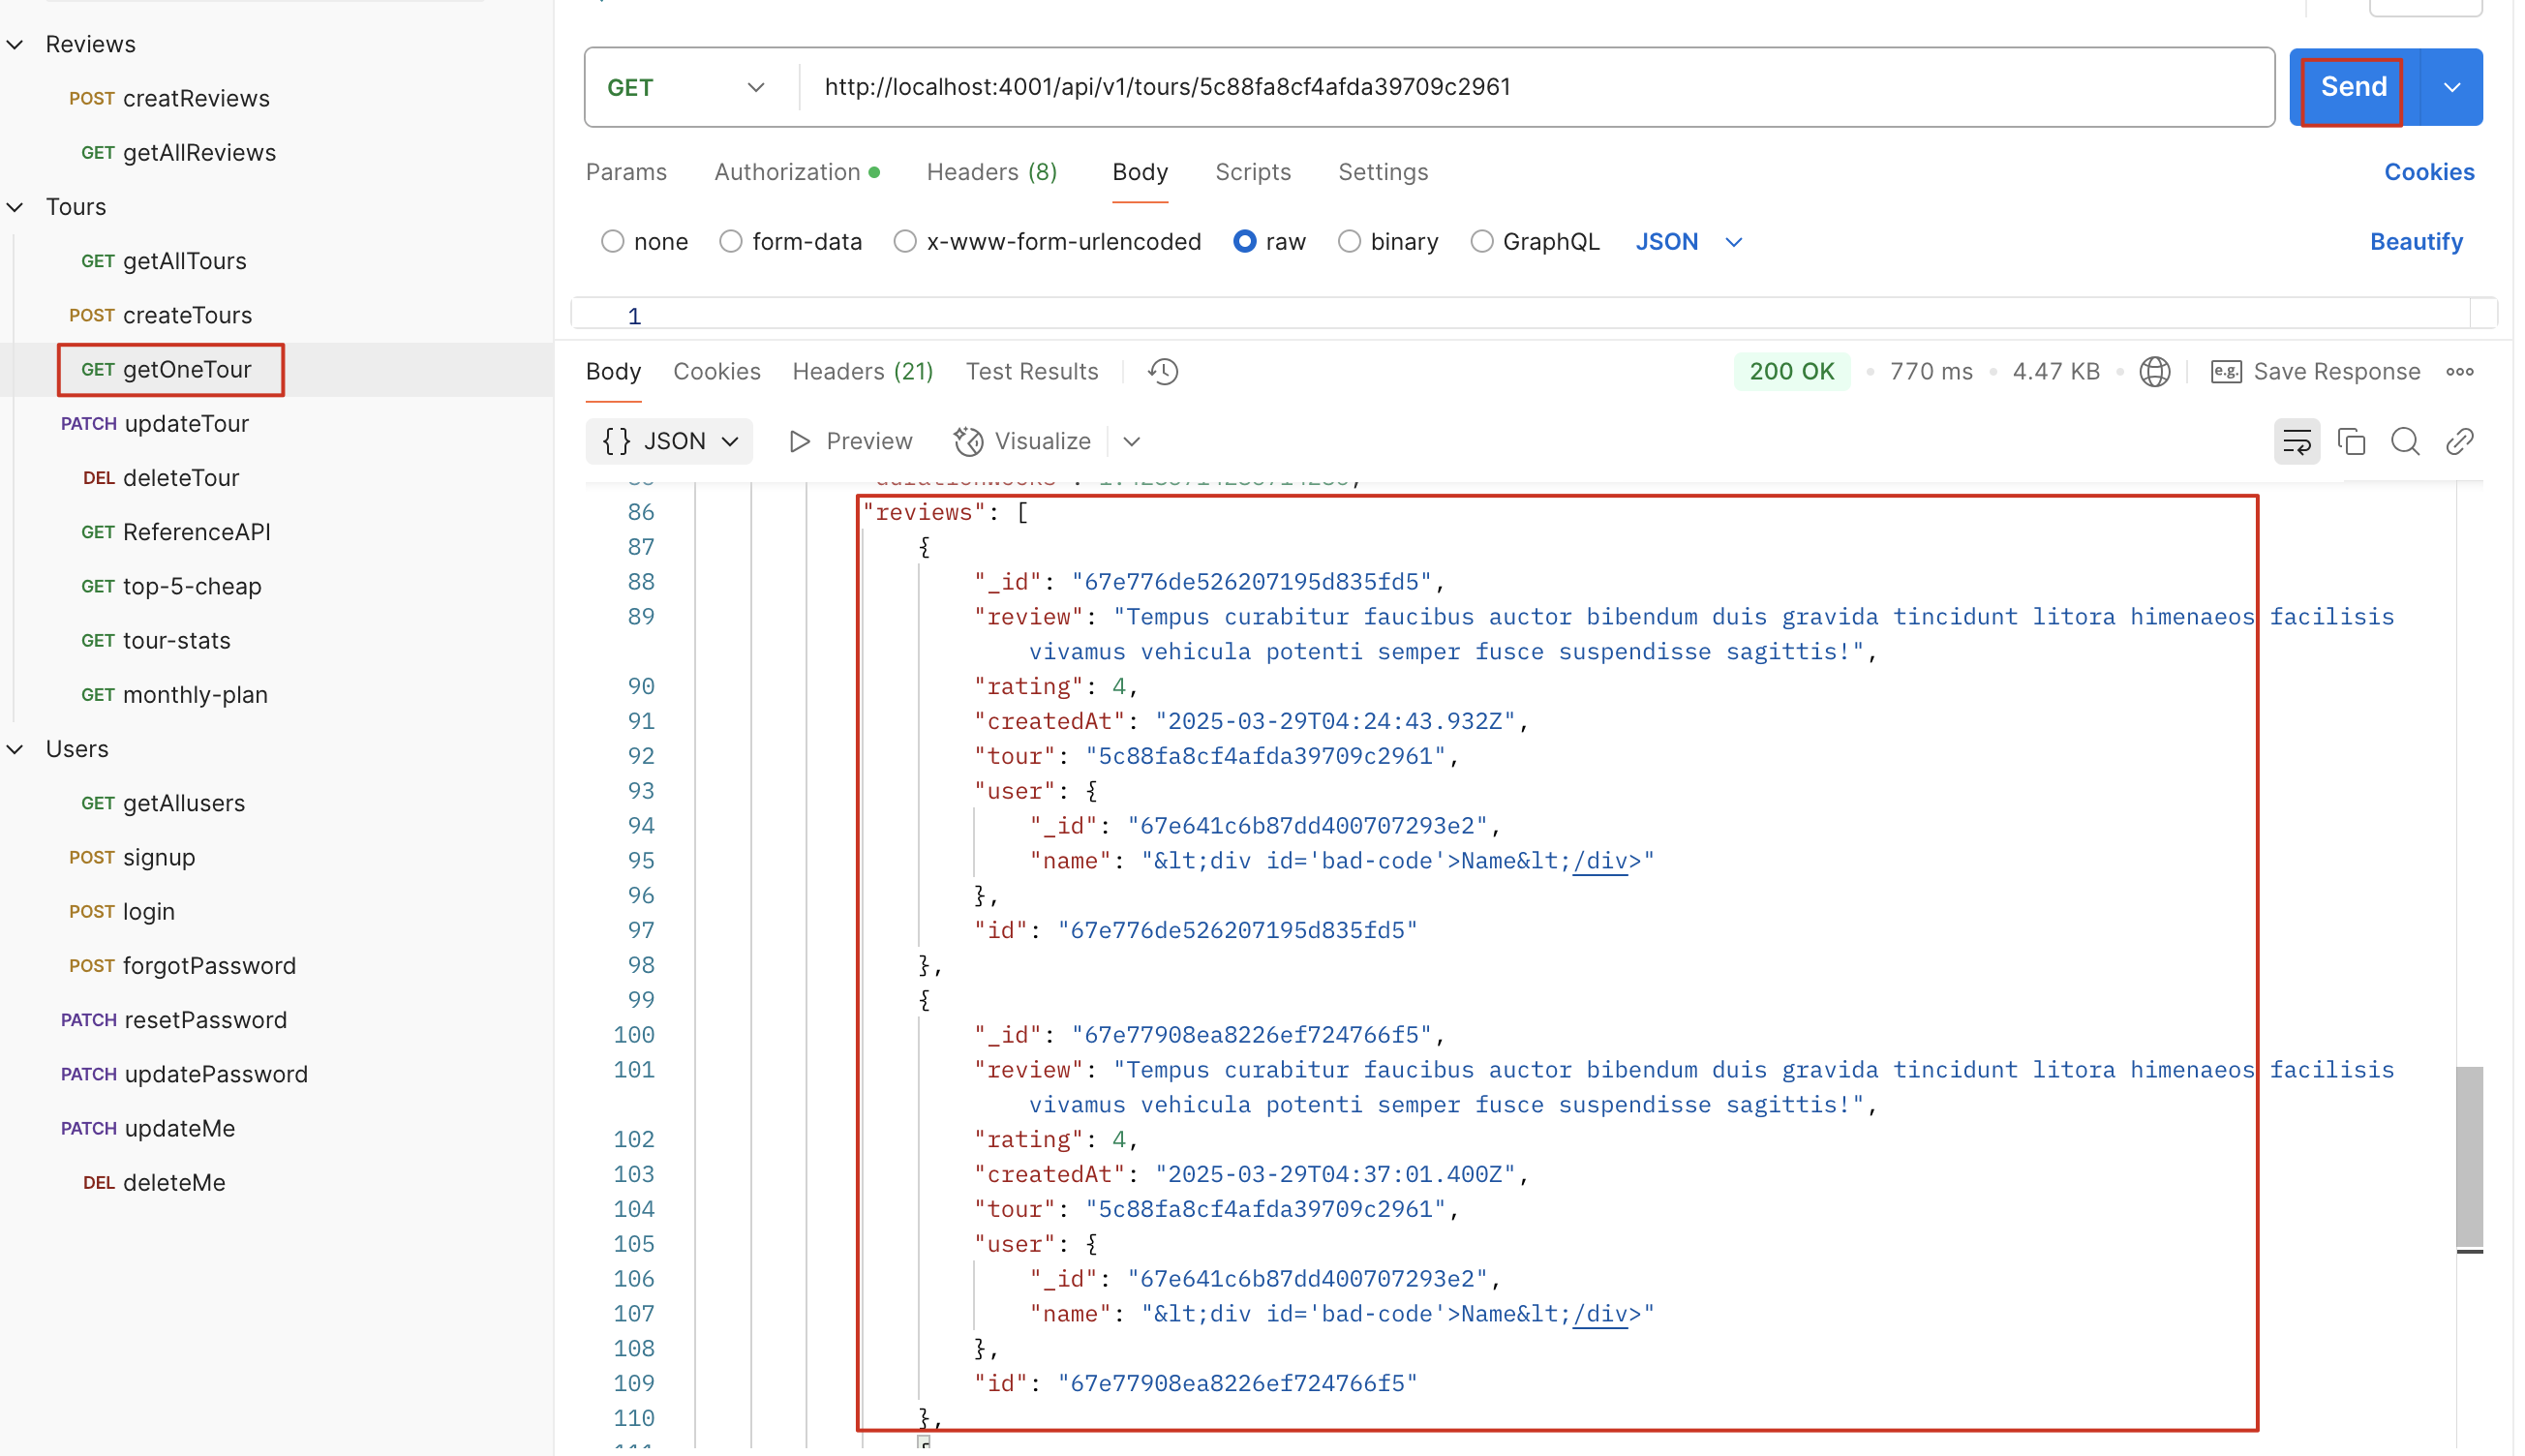 Reviews
POST creatReviews
GET getAllReviews
Tours
GET getAllTours
POST createTours
GET getOneTour
PATCH updateTour
DEL deleteTour
GET ReferenceAPI
GET top-5-cheap
GET tour-stats
GET monthly-plan
Users
GET getAllusers
POST signup
POST login
POST forgotPassword
PATCH resetPassword
PATCH updatePassword
PATCH updateMe
DEL deleteMe
GET http://localhost:4001/api/v1/tours/5c88fa8cf4afda39709c2961 Send
Params Authorization Headers (8) Body Scripts Settings Cookies
none form-data x-www-form-urlencoded raw binary GraphQL JSON Beautify
1
Body Cookies Headers (21) Test Results 200 OK 770 ms 4.47 KB e.g. Save Response
{} JSON Preview Visualize
86 "reviews": [
87 {
88 "_id": "67e776de526207195d835fd5",
89 "review": "Tempus curabitur faucibus auctor bibendum duis gravida tincidunt litora himenaeos facilisis
vivamus vehicula potenti semper fusce suspendisse sagittis!",
90 "rating": 4,
91 "createdAt": "2025-03-29T04:24:43.932Z",
92 "tour": "5c88fa8cf4afda39709c2961",
93 "user": {
94 "_id": "67e641c6b87dd400707293e2",
95 "name": "&lt;div id='bad-code'>Name&lt;/div>"
96 },
97 "id": "67e776de526207195d835fd5"
98 },
99 {
100 "_id": "67e77908ea8226ef724766f5",
101 "review": "Tempus curabitur faucibus auctor bibendum duis gravida tincidunt litora himenaeos facilisis
vivamus vehicula potenti semper fusce suspendisse sagittis!",
102 "rating": 4,
103 "createdAt": "2025-03-29T04:37:01.400Z",
104 "tour": "5c88fa8cf4afda39709c2961",
105 "user": {
106 "_id": "67e641c6b87dd400707293e2",
107 "name": "&lt;div id='bad-code'>Name&lt;/div>"
108 },
109 "id": "67e77908ea8226ef724766f5"
110 },